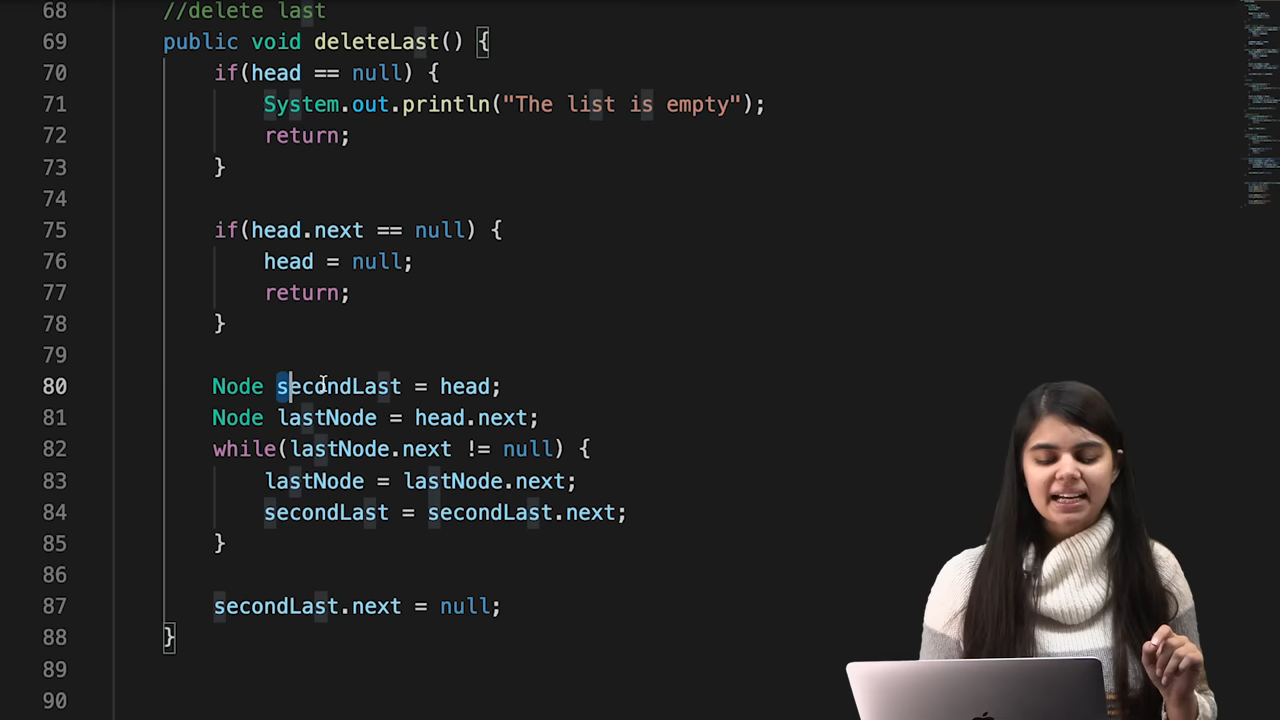 68 //delete last
69 public void deleteLast() {
70 if(head == null) {
71 System.out.println("The list is empty");
72 return;
73 }
74
75 if(head.next == null) {
76 head = null;
77 return;
78 }
79
80 Node secondLast = head;
81 Node lastNode = head.next;
82 while(lastNode.next != null) {
83 lastNode = lastNode.next;
84 secondLast = secondLast.next;
85 }
86
87 secondLast.next = null;
88 }
89
90